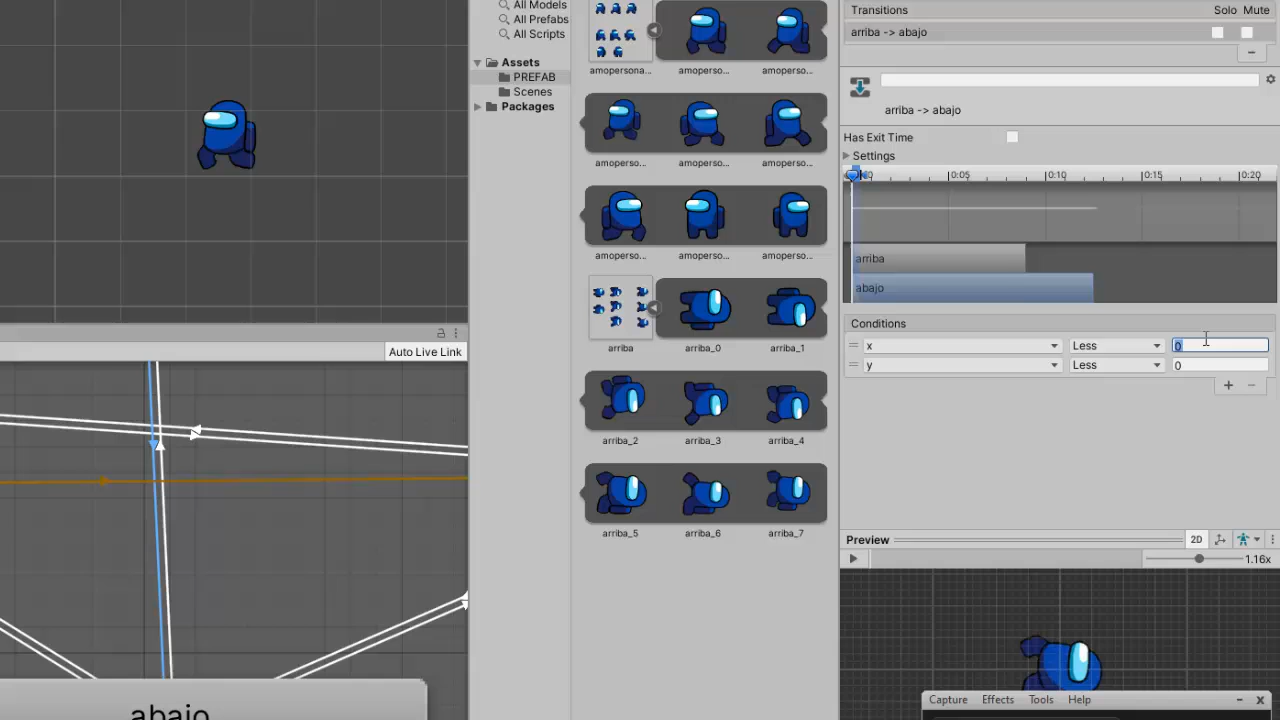 All Models
All Prefabs
All Scripts
Assets
PREFAB
Scenes
Packages
Auto Live Link
abajo
amopersona...
amoperso...
amoperso...
amoperso...
amoperso...
amoperso...
amoperso...
amoperso...
amoperso...
arriba
arriba_0
arriba_1
arriba_2
arriba_3
arriba_4
arriba_5
arriba_6
arriba_7
Transitions
Solo Mute
arriba -> abajo
arriba -> abajo
Has Exit Time
Settings
0:05 0:10 0:15 0:20
arriba
abajo
Conditions
x Less 0
y Less 0
Preview 2D
1.16x
Capture Effects Tools Help